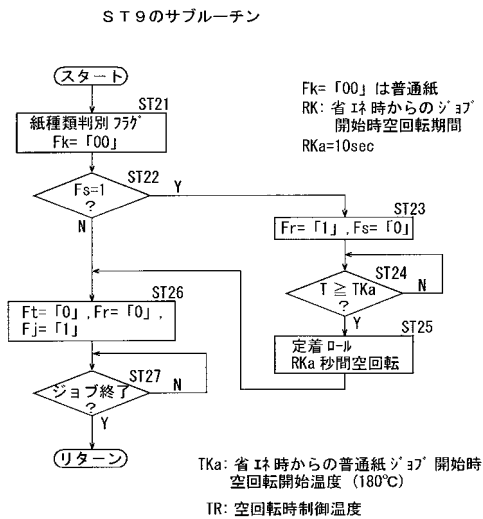 ST9のサブルーチン
スタート
ST21
紙種類判別フラグ
Fk=「00」
Fk=「00」は普通紙
RK: 省エネ時からのジョブ
開始時空回転期間
RKa=10sec
ST22
Fs=1
?
Y
N
ST23
Fr=「1」,Fs=「0」
ST24
T ≧ TKa
?
N
Y
ST25
定着ロール
RKa秒間空回転
ST26
Ft=「0」,Fr=「0」,
Fj=「1」
ST27
ジョブ終了
?
N
Y
リターン
TKa: 省エネ時からの普通紙ジョブ開始時
空回転開始温度 (180℃)
TR: 空回転時制御温度